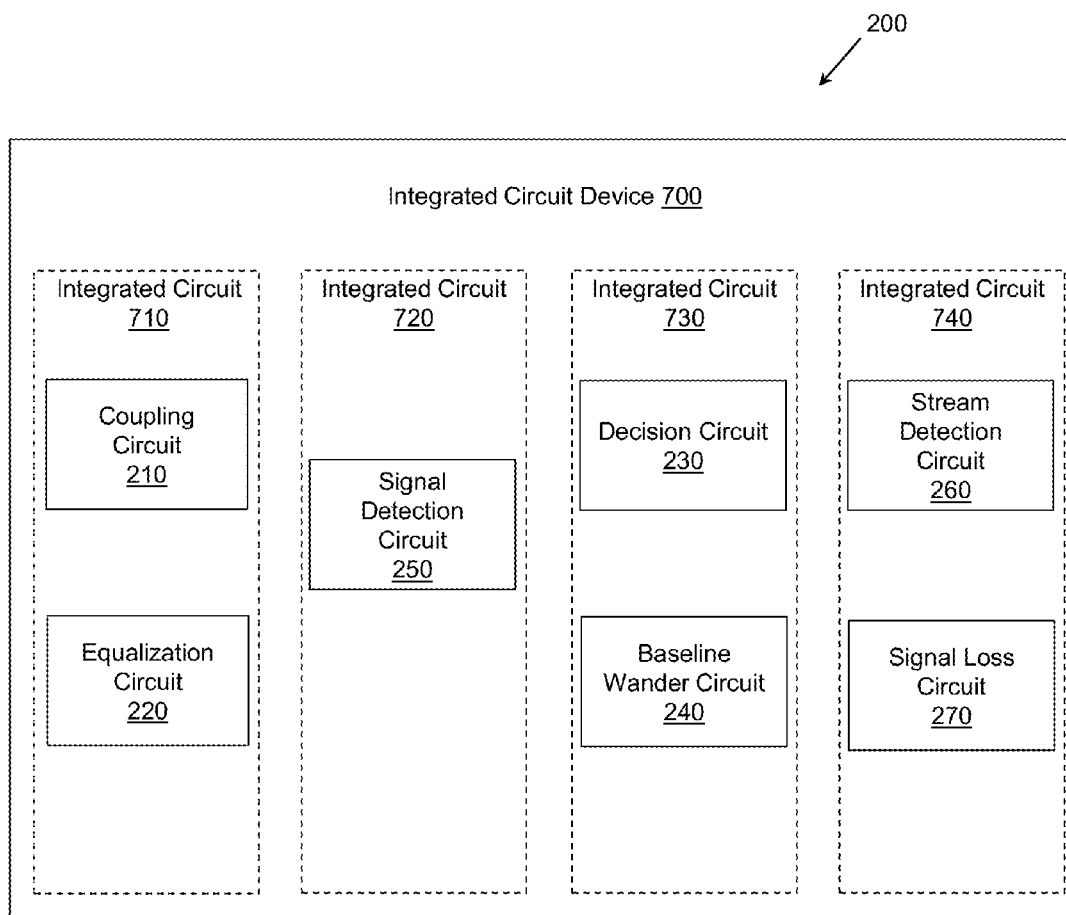 200
Integrated Circuit Device 700
Integrated Circuit
710
Coupling
Circuit
210
Equalization
Circuit
220
Integrated Circuit
720
Signal
Detection
Circuit
250
Integrated Circuit
730
Decision Circuit
230
Baseline
Wander Circuit
240
Integrated Circuit
740
Stream
Detection
Circuit
260
Signal Loss
Circuit
270